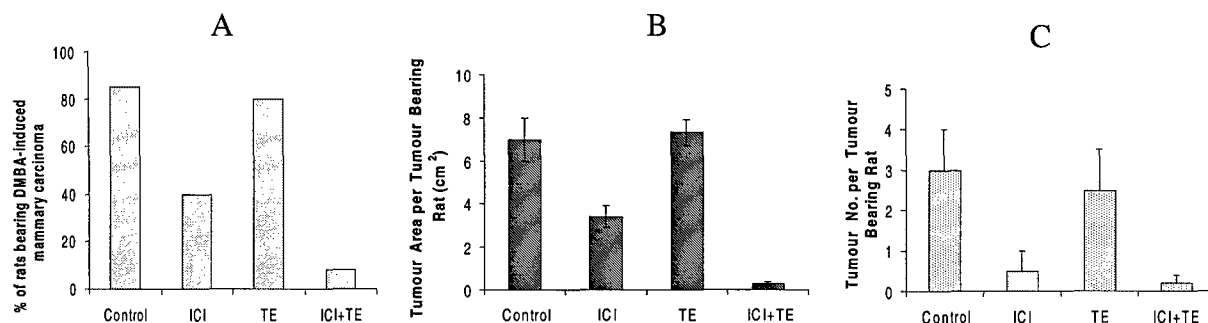 A
% of rats bearing DMBA-induced
mammary carcinoma
100
80
60
40
20
0
Control ICI TE ICI+TE
B
Tumour Area per Tumour Bearing
Rat (cm²)
10
8
6
4
2
0
Control ICI TE ICI+TE
C
Tumour No. per Tumour
Bearing Rat
5
4
3
2
1
0
Control ICI TE ICI+TE